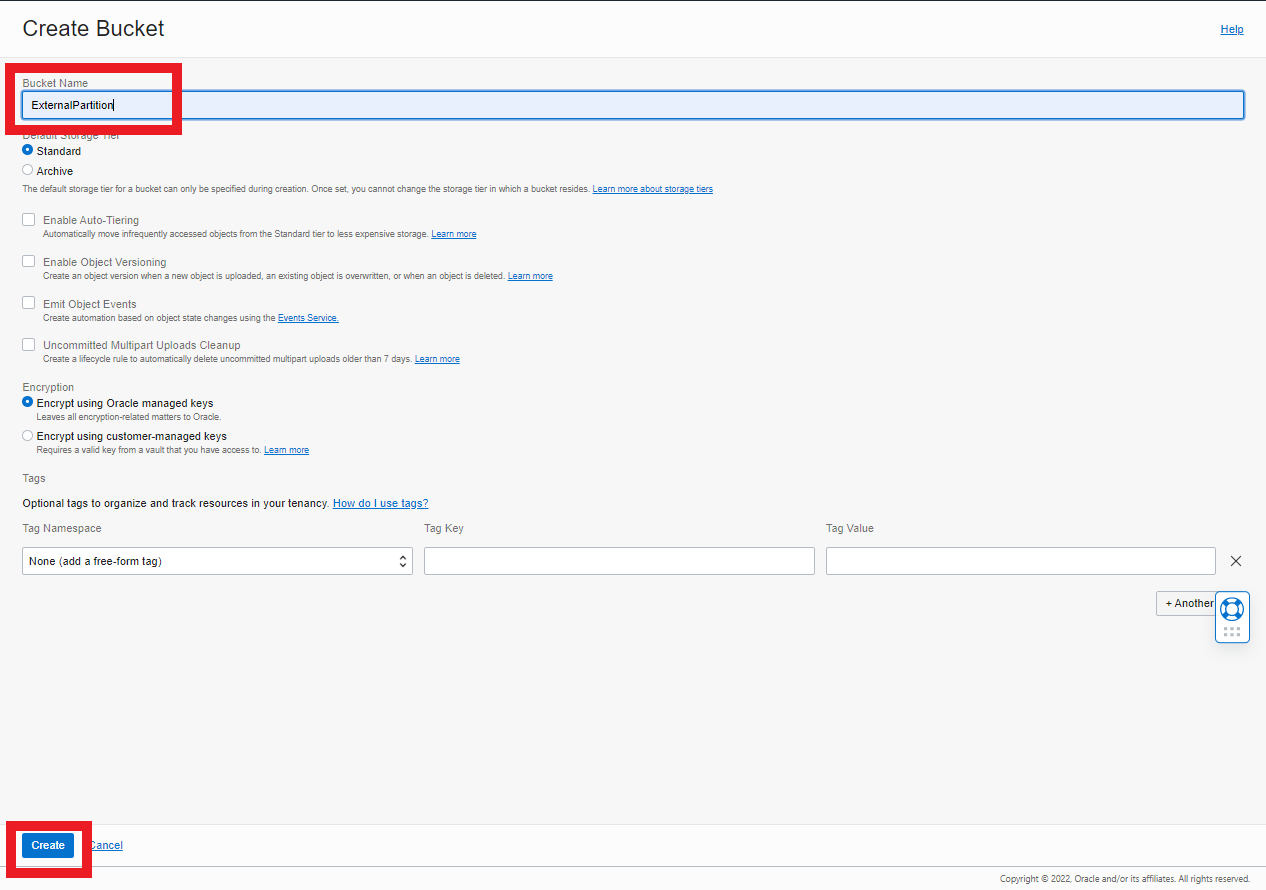 Create Bucket
Help
Bucket Name
ExternalPartition
Default Storage Tier
Standard
Archive
The default storage tier for a bucket can only be specified during creation. Once set, you cannot change the storage tier in which a bucket resides. Learn more about storage tiers
Enable Auto-Tiering
Automatically move infrequently accessed objects from the Standard tier to less expensive storage. Learn more
Enable Object Versioning
Create an object version when a new object is uploaded, an existing object is overwritten, or when an object is deleted. Learn more
Emit Object Events
Create automation based on object state changes using the Events Service.
Uncommitted Multipart Uploads Cleanup
Create a lifecycle rule to automatically delete uncommitted multipart uploads older than 7 days. Learn more
Encryption
Encrypt using Oracle managed keys
Leaves all encryption-related matters to Oracle.
Encrypt using customer-managed keys
Requires a valid key from a vault that you have access to. Learn more
Tags
Optional tags to organize and track resources in your tenancy. How do I use tags?
Tag Namespace Tag Key Tag Value
None (add a free-form tag)
+ Another
Create Cancel
Copyright © 2022, Oracle and/or its affiliates. All rights reserved.